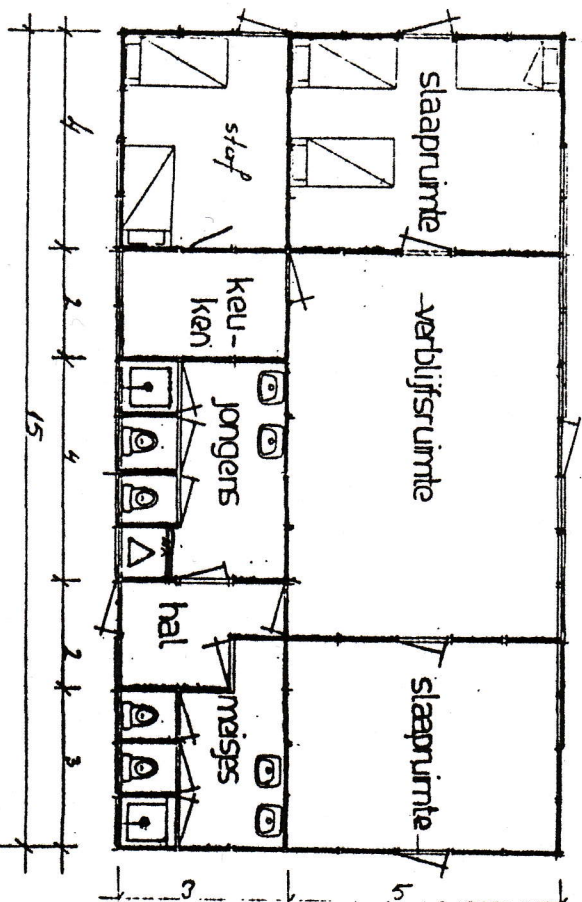 slaapruimte
verblijfsruimte
slaapruimte
staf
keu-
ken
jongens
hal
meisjes
4
2
4
2
3
15
3
5